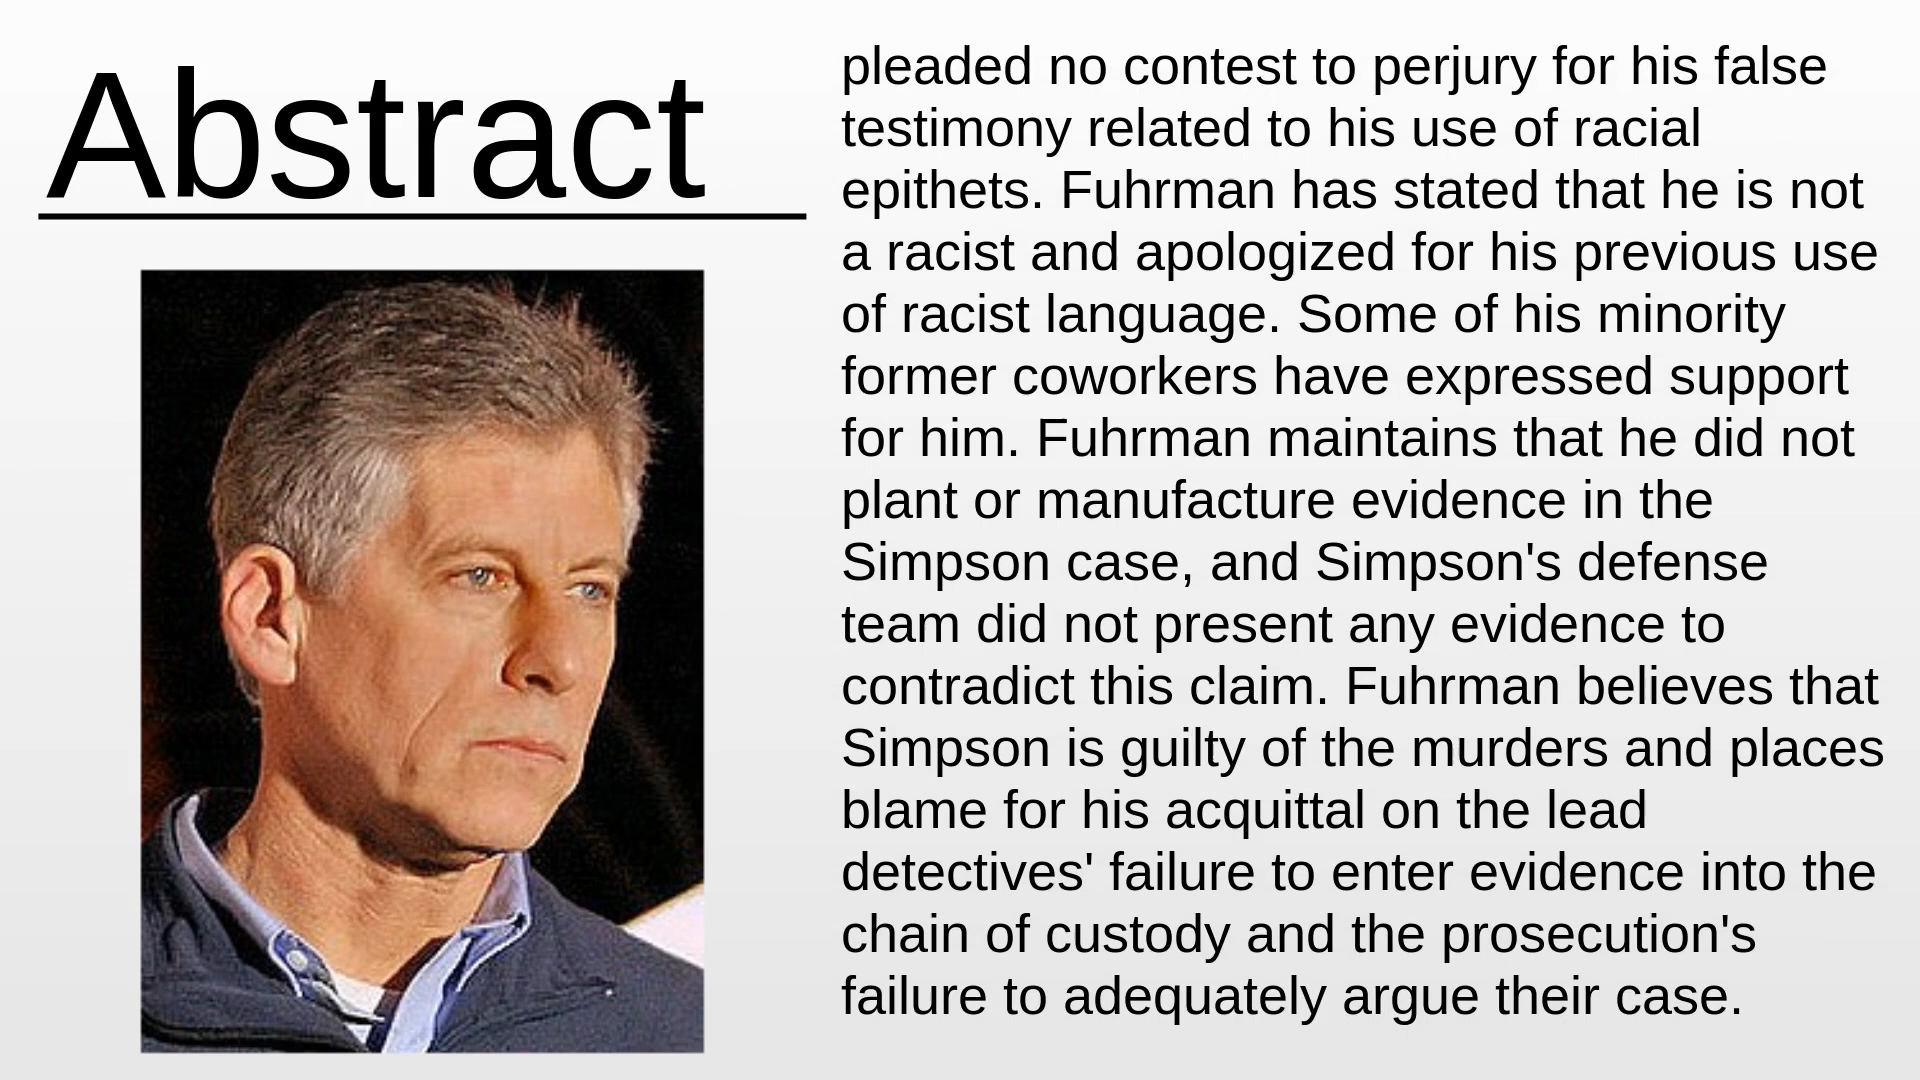 Abstract
pleaded no contest to perjury for his false
testimony related to his use of racial
epithets. Fuhrman has stated that he is not
a racist and apologized for his previous use
of racist language. Some of his minority
former coworkers have expressed support
for him. Fuhrman maintains that he did not
plant or manufacture evidence in the
Simpson case, and Simpson's defense
team did not present any evidence to
contradict this claim. Fuhrman believes that
Simpson is guilty of the murders and places
blame for his acquittal on the lead
detectives' failure to enter evidence into the
chain of custody and the prosecution's
failure to adequately argue their case.